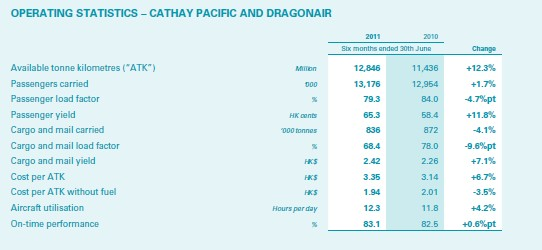 OPERATING STATISTICS – CATHAY PACIFIC AND DRAGONAIR
2011 2010
Six months ended 30th June Change
Available tonne kilometres ("ATK") Million 12,846 11,436 +12.3%
Passengers carried '000 13,176 12,954 +1.7%
Passenger load factor % 79.3 84.0 -4.7%pt
Passenger yield HK cents 65.3 58.4 +11.8%
Cargo and mail carried '000 tonnes 836 872 -4.1%
Cargo and mail load factor % 68.4 78.0 -9.6%pt
Cargo and mail yield HK$ 2.42 2.26 +7.1%
Cost per ATK HK$ 3.35 3.14 +6.7%
Cost per ATK without fuel HK$ 1.94 2.01 -3.5%
Aircraft utilisation Hours per day 12.3 11.8 +4.2%
On-time performance % 83.1 82.5 +0.6%pt